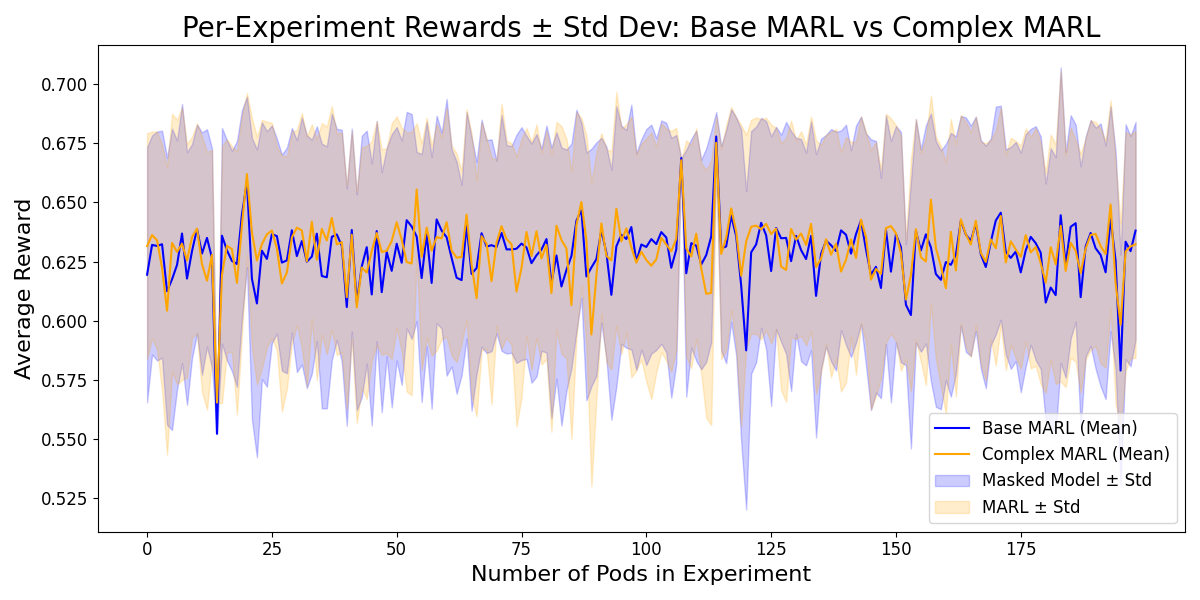 Per-Experiment Rewards ± Std Dev: Base MARL vs Complex MARL
Average Reward
0.700
0.675
0.650
0.625
0.600
0.575
0.550
0.525
Base MARL (Mean)
Complex MARL (Mean)
Masked Model ± Std
MARL ± Std
0 25 50 75 100 125 150 175
Number of Pods in Experiment